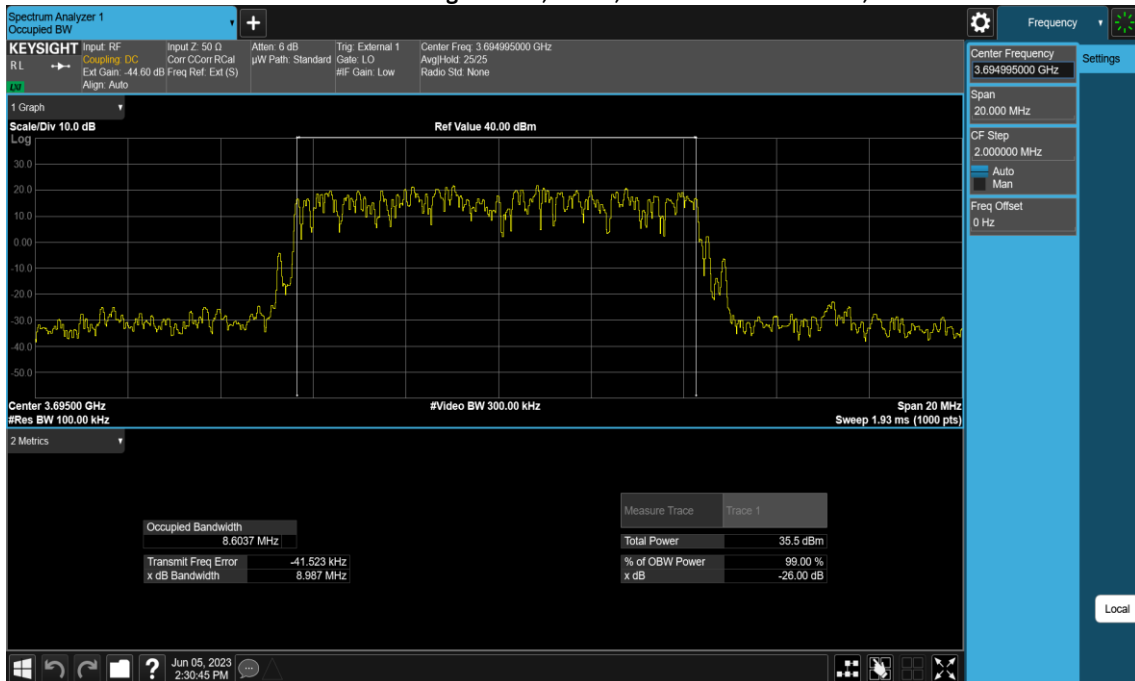 Spectrum Analyzer 1
Occupied BW
KEYSIGHT
RL
LXI
Input: RF
Coupling: DC
Ext Gain: -44.60 dB
Align: Auto
Input Z: 50 Ω
Corr CCorr RCal
Freq Ref: Ext (S)
Atten: 6 dB
µW Path: Standard
Trig: External 1
Gate: LO
#IF Gain: Low
Center Freq: 3.694995000 GHz
Avg|Hold: 25/25
Radio Std: None
1 Graph
Scale/Div 10.0 dB
Ref Value 40.00 dBm
Log
30.0
20.0
10.0
0.00
-10.0
-20.0
-30.0
-40.0
-50.0
Center 3.69500 GHz
#Video BW 300.00 kHz
Span 20 MHz
#Res BW 100.00 kHz
Sweep 1.93 ms (1000 pts)
2 Metrics
Measure Trace
Trace 1
Occupied Bandwidth
8.6037 MHz
Total Power
35.5 dBm
Transmit Freq Error
-41.523 kHz
% of OBW Power
99.00 %
x dB Bandwidth
8.987 MHz
x dB
-26.00 dB
?
Jun 05, 2023
2:30:45 PM
Frequency
Settings
Center Frequency
3.694995000 GHz
Span
20.000 MHz
CF Step
2.000000 MHz
Auto
Man
Freq Offset
0 Hz
Local